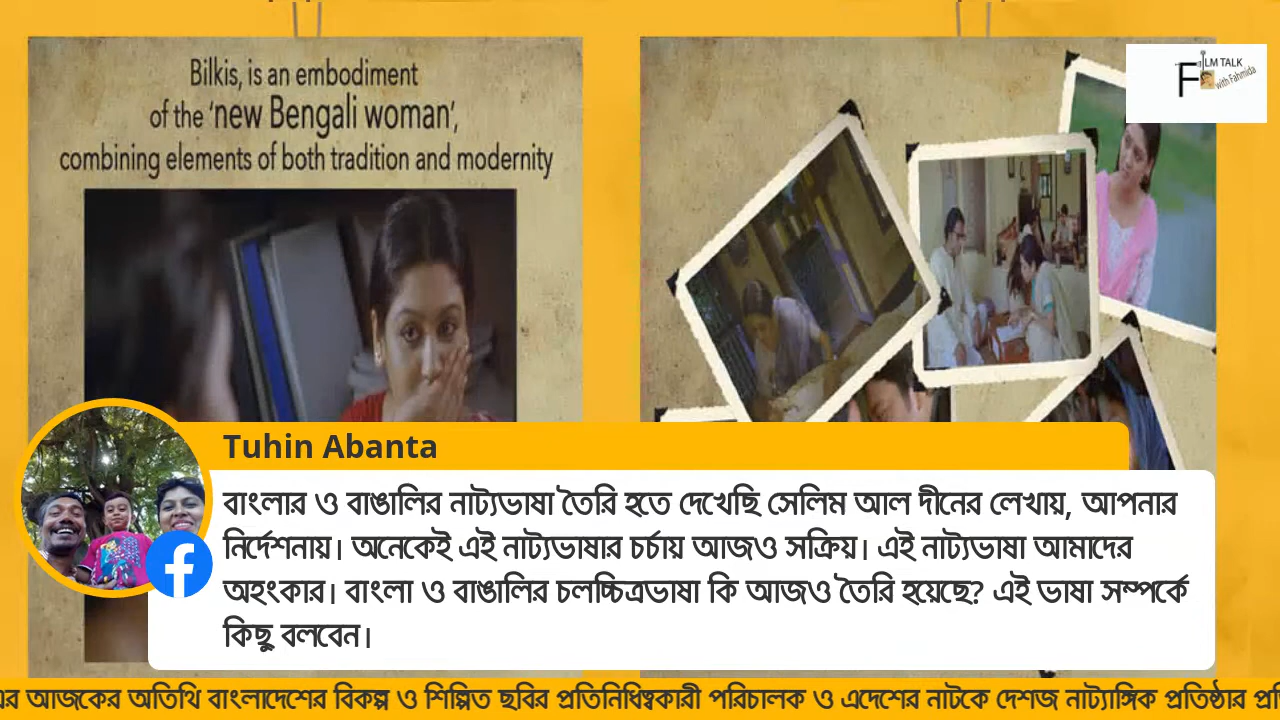 Bilkis, is an embodiment
of the ‘new Bengali woman’,
combining elements of both tradition and modernity
FILM TALK
with Fahmida
Tuhin Abanta
বাংলার ও বাঙালির নাট্যভাষা তৈরি হতে দেখেছি সেলিম আল দীনের লেখায়, আপনার
নির্দেশনায়। অনেকেই এই নাট্যভাষার চর্চায় আজও সক্রিয়। এই নাট্যভাষা আমাদের
অহংকার। বাংলা ও বাঙালির চলচ্চিত্রভাষা কি আজও তৈরি হয়েছে? এই ভাষা সম্পর্কে
কিছু বলবেন।
এর আজকের অতিথি বাংলাদেশের বিকল্প ও শিল্পিত ছবির প্রতিনিধিত্বকারী পরিচালক ও এদেশের নাটকে দেশজ নাট্যাঙ্গিক প্রতিষ্ঠার